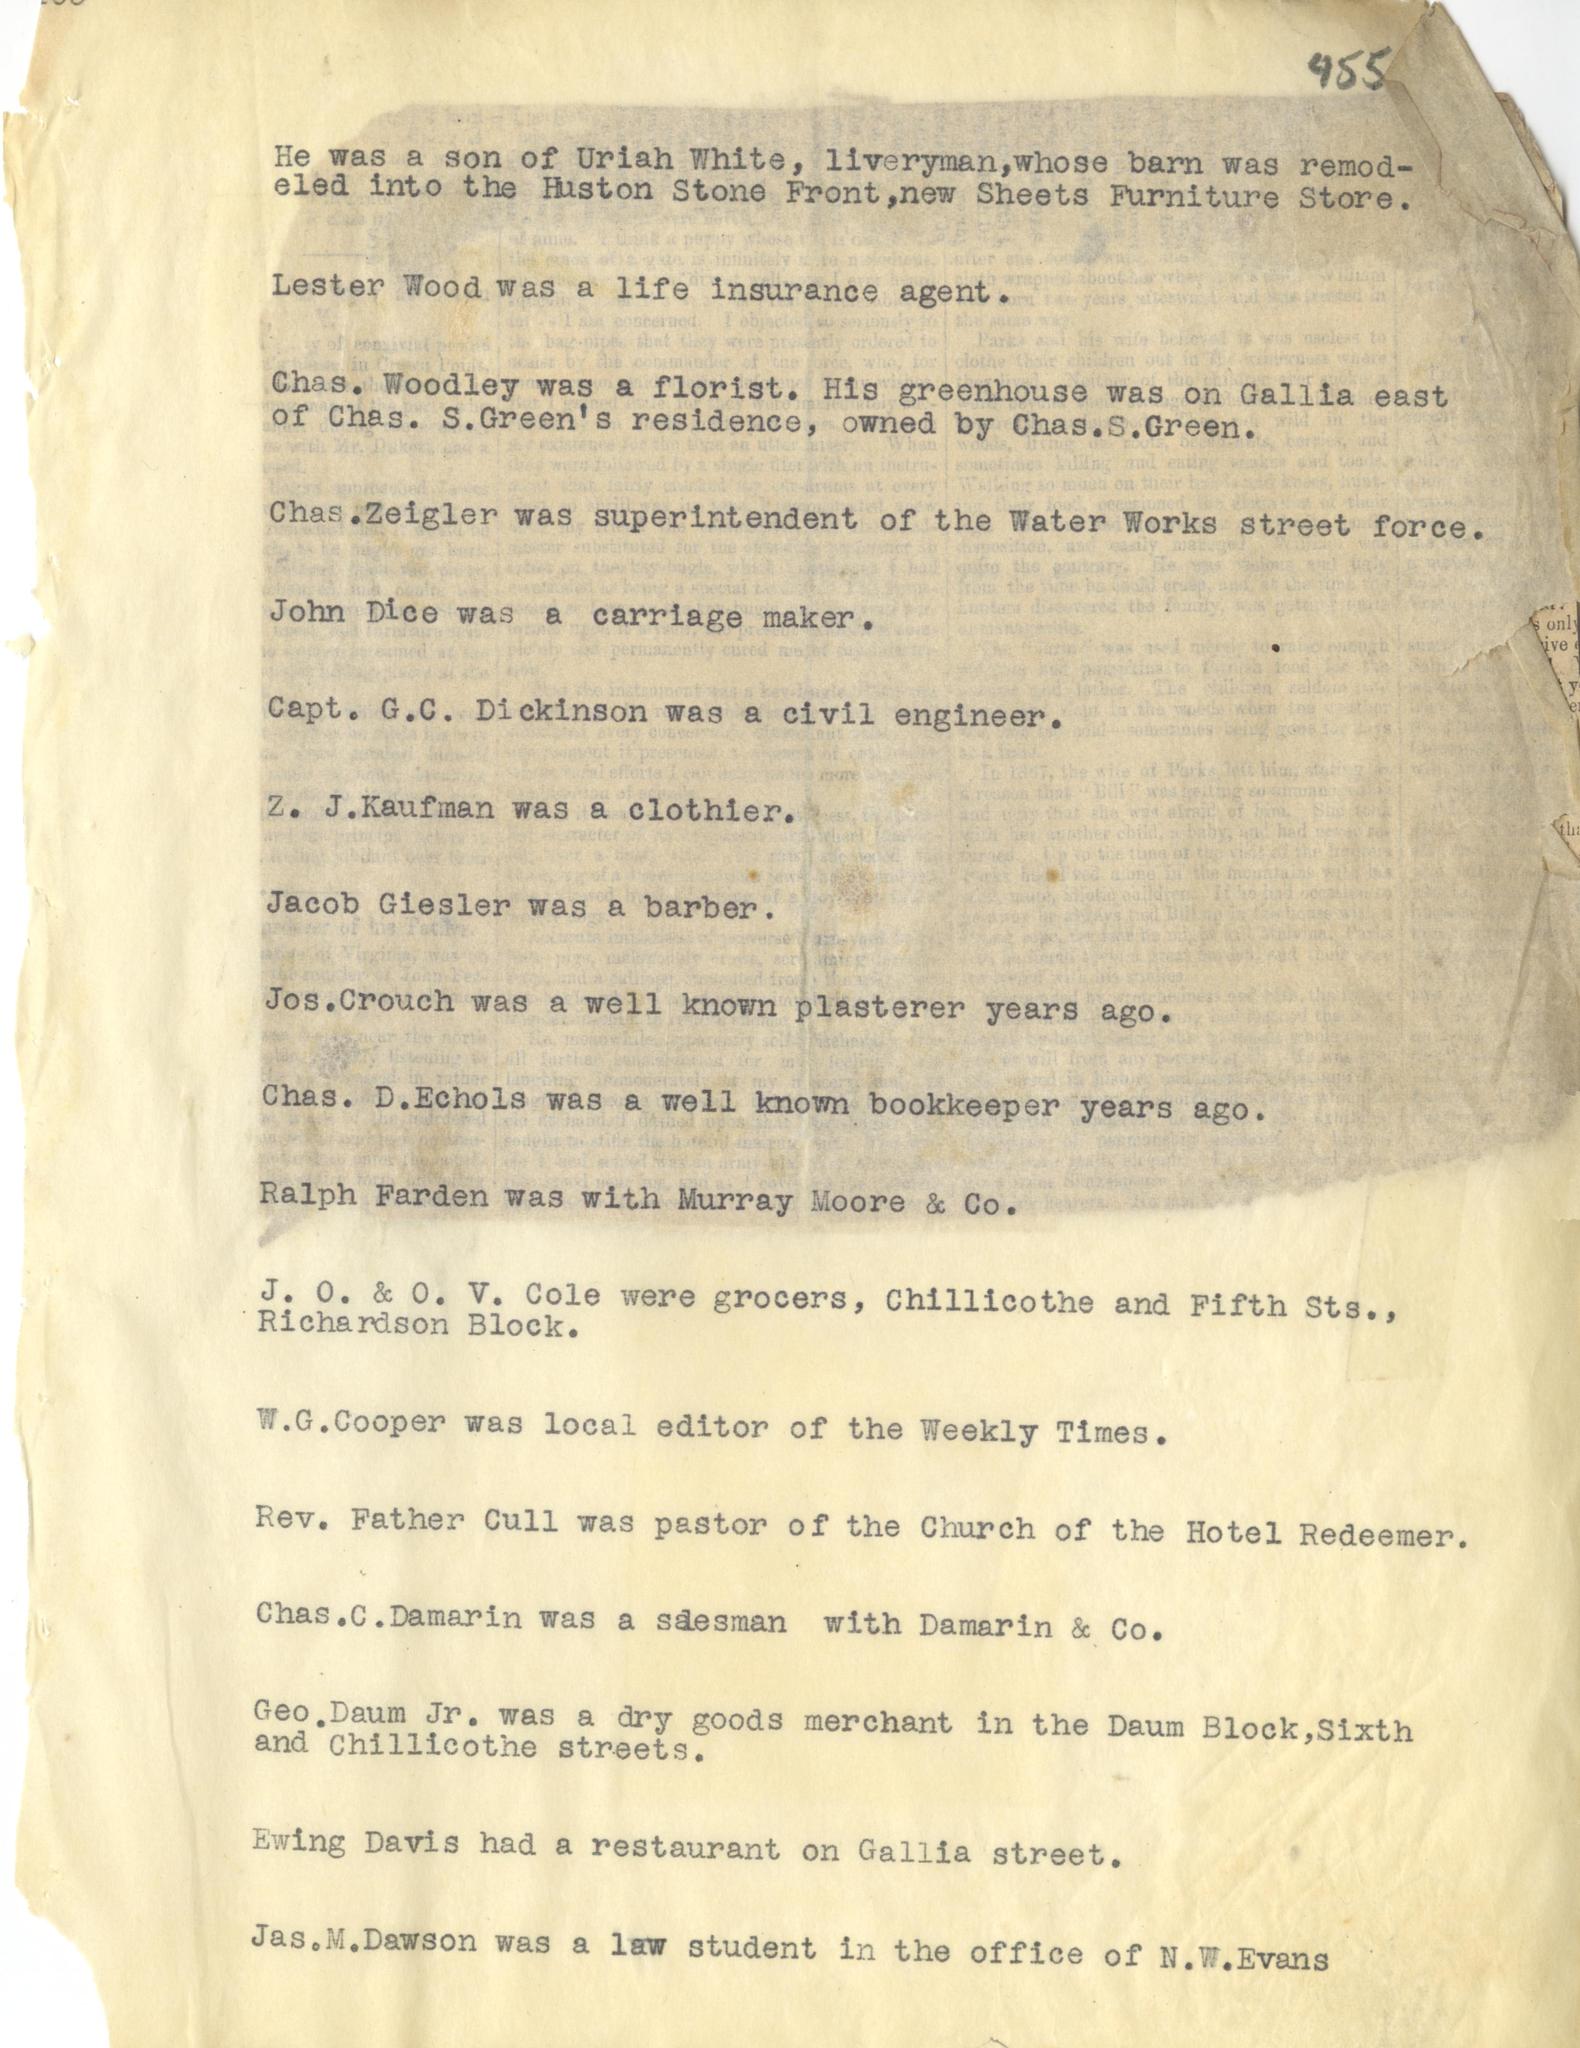 455
He was a son of Uriah White, liveryman,whose barn was remod-
eled into the Huston Stone Front,new Sheets Furniture Store.
Lester Wood was a life insurance agent.
Chas. Woodley was a florist. His greenhouse was on Gallia east
of Chas. S.Green's residence, owned by Chas.S.Green.
Chas.Zeigler was superintendent of the Water Works street force.
John Dice was a carriage maker.
Capt. G.C. Dickinson was a civil engineer.
Z. J.Kaufman was a clothier.
Jacob Giesler was a barber.
Jos.Crouch was a well known plasterer years ago.
Chas. D.Echols was a well known bookkeeper years ago.
Ralph Farden was with Murray Moore & Co.
J. O. & O. V. Cole were grocers, Chillicothe and Fifth Sts.,
Richardson Block.
W.G.Cooper was local editor of the Weekly Times.
Rev. Father Cull was pastor of the Church of the Hotel Redeemer.
Chas.C.Damarin was a salesman with Damarin & Co.
Geo.Daum Jr. was a dry goods merchant in the Daum Block,Sixth
and Chillicothe streets.
Ewing Davis had a restaurant on Gallia street.
Jas.M.Dawson was a law student in the office of N.W.Evans